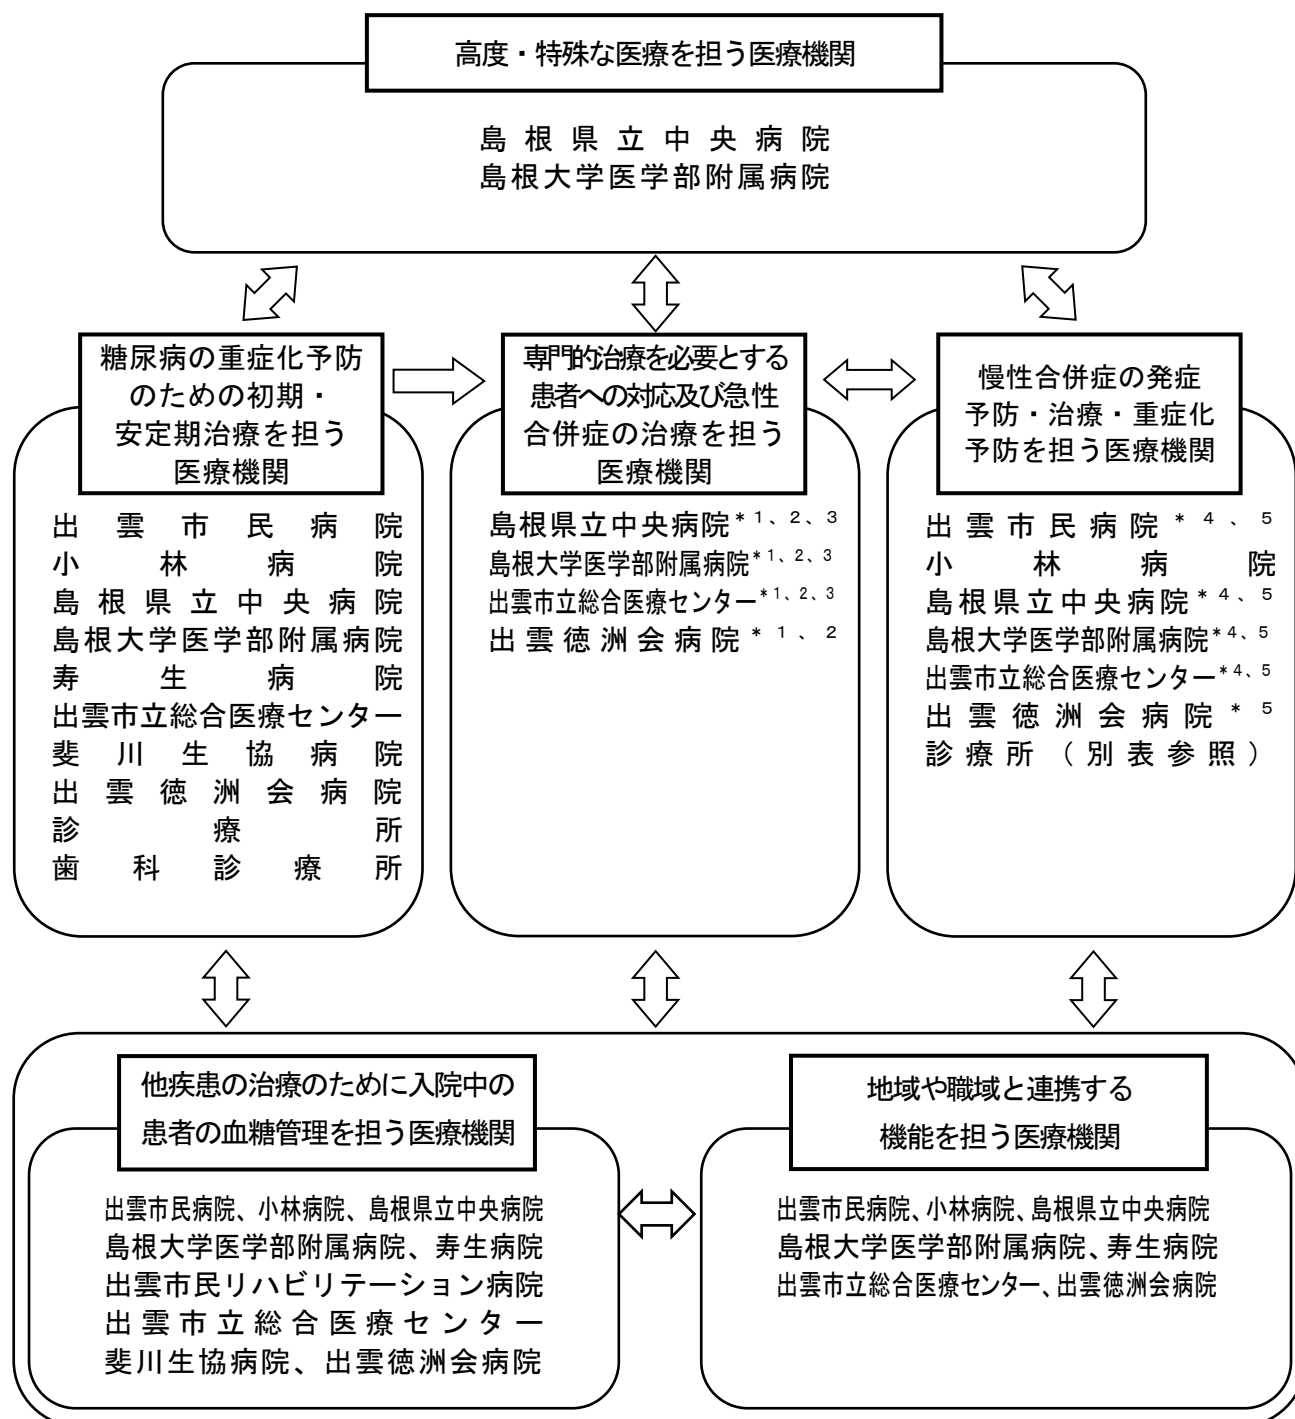 高度・特殊な医療を担う医療機関
島根県立中央病院
島根大学医学部附属病院
糖尿病の重症化予防
のための初期・
安定期治療を担う
医療機関
出雲市民病院
小林病院
島根県立中央病院
島根大学医学部附属病院
寿生病院
出雲市立総合医療センター
斐川生協病院
出雲徳洲会病院
診療所
歯科診療所
専門的治療を必要とする
患者への対応及び急性
合併症の治療を担う
医療機関
島根県立中央病院*1、2、3
島根大学医学部附属病院*1、2、3
出雲市立総合医療センター*1、2、3
出雲徳洲会病院*1、2
慢性合併症の発症
予防・治療・重症化
予防を担う医療機関
出雲市民病院*4、5
小林病院
島根県立中央病院*4、5
島根大学医学部附属病院*4、5
出雲市立総合医療センター*4、5
出雲徳洲会病院*5
診療所(別表参照)
他疾患の治療のために入院中の
患者の血糖管理を担う医療機関
出雲市民病院、小林病院、島根県立中央病院
島根大学医学部附属病院、寿生病院
出雲市民リハビリテーション病院
出雲市立総合医療センター
斐川生協病院、出雲徳洲会病院
地域や職域と連携する
機能を担う医療機関
出雲市民病院、小林病院、島根県立中央病院
島根大学医学部附属病院、寿生病院
出雲市立総合医療センター、出雲徳洲会病院